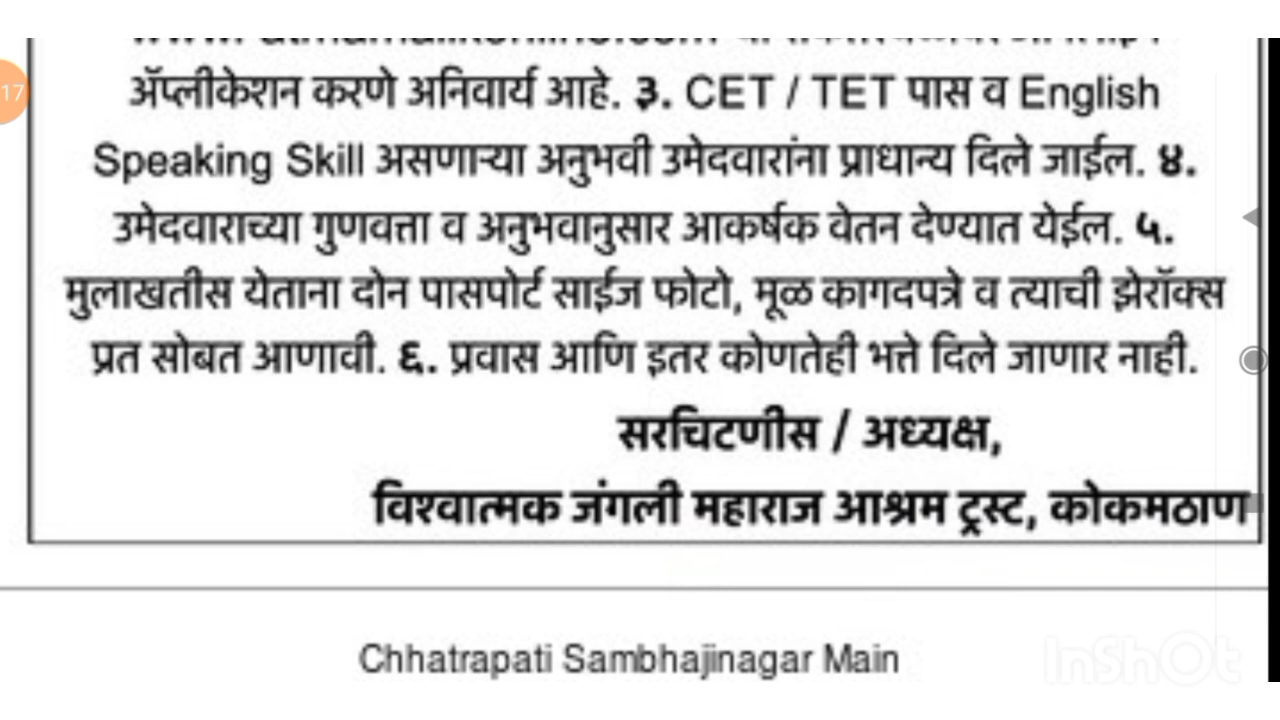 ॲप्लीकेशन करणे अनिवार्य आहे. ३. CET / TET पास व English
Speaking Skill असणाऱ्या अनुभवी उमेदवारांना प्राधान्य दिले जाईल. ४.
उमेदवाराच्या गुणवत्ता व अनुभवानुसार आकर्षक वेतन देण्यात येईल. ५.
मुलाखतीस येताना दोन पासपोर्ट साईज फोटो, मूळ कागदपत्रे व त्याची झेरॉक्स
प्रत सोबत आणावी. ६. प्रवास आणि इतर कोणतेही भत्ते दिले जाणार नाही.
सरचिटणीस / अध्यक्ष,
विश्वात्मक जंगली महाराज आश्रम ट्रस्ट, कोकमठाण
Chhatrapati Sambhajinagar Main
InShOt
17